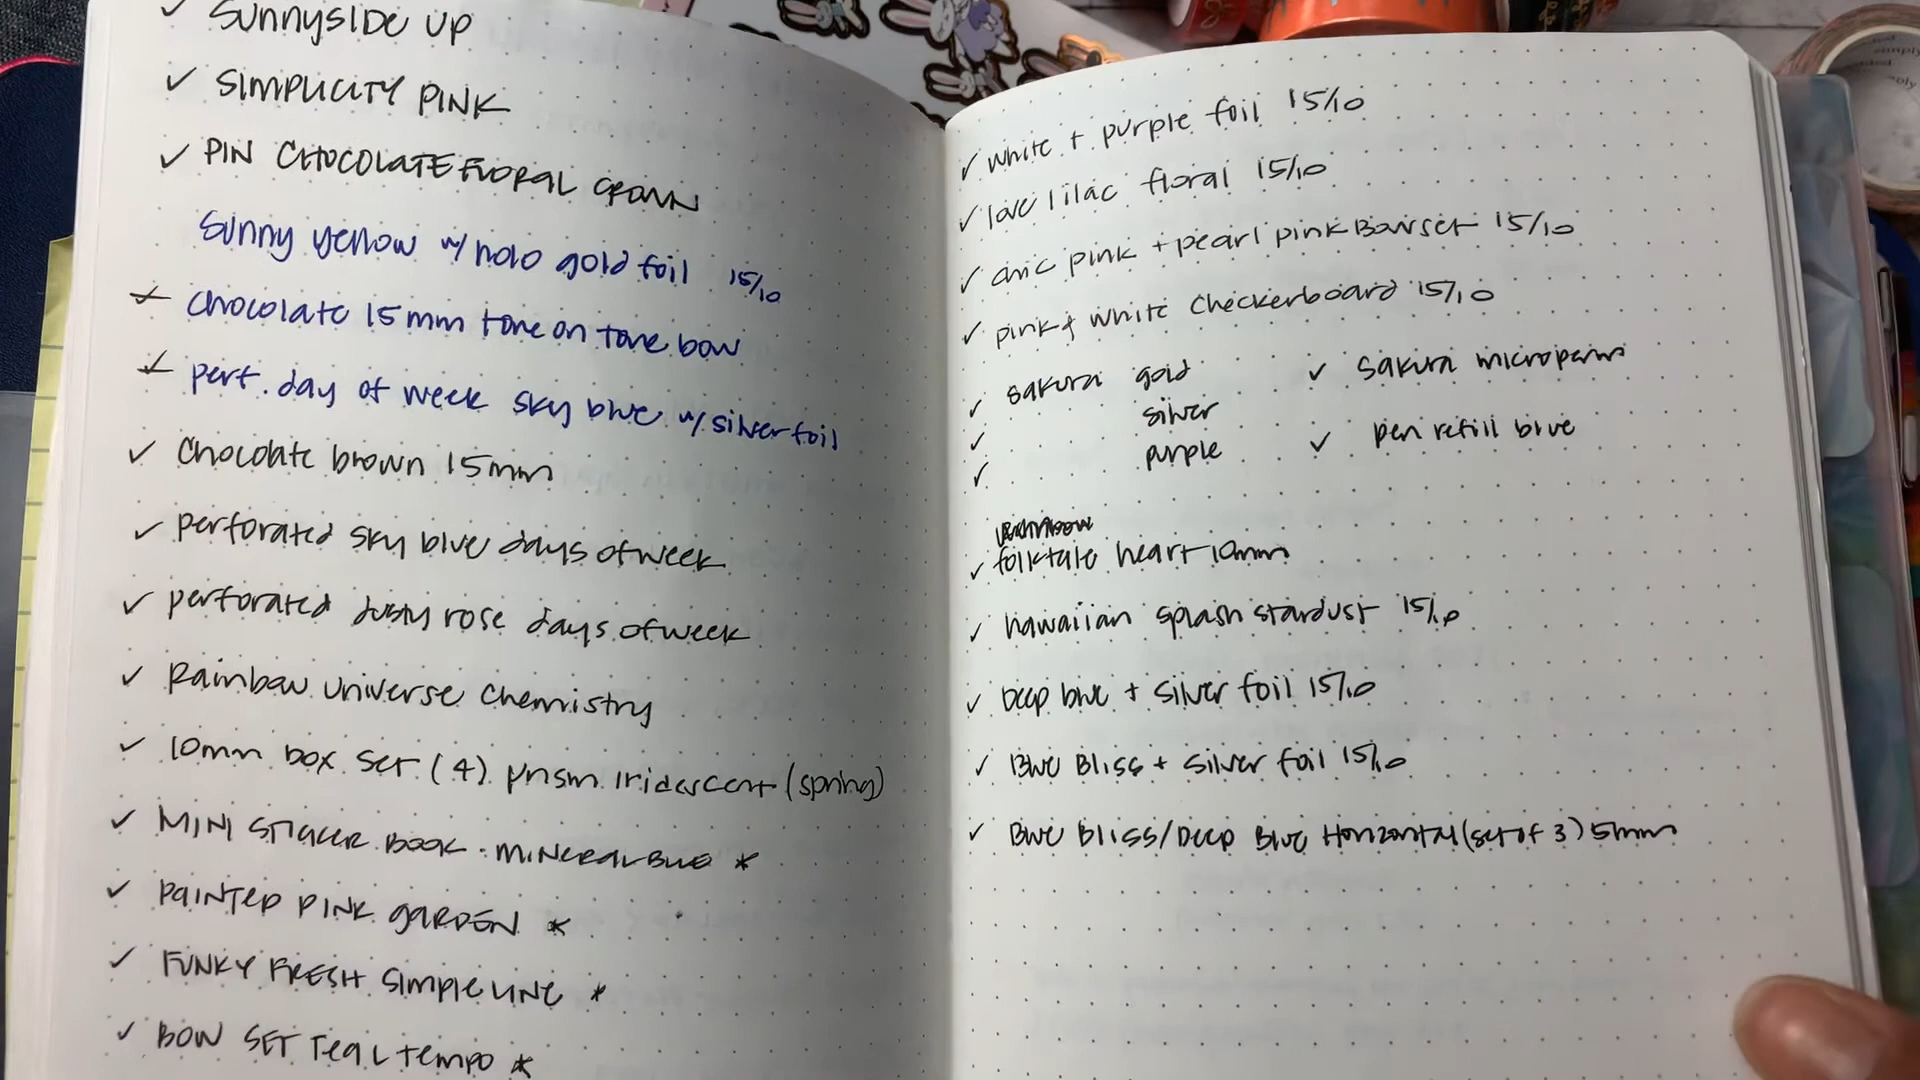 ✓ Sunnyside up
✓ SIMPLICITY PINK
✓ PIN CHOCOLATE FLORAL CROWN
Sunny yellow w/ holo gold foil 15/10
✓ chocolate 15mm tone on tone bow
✓ perf. day of week sky blue w/ silver foil
✓ Chocolate brown 15mm
✓ perforated sky blue days of week
✓ perforated dusty rose days of week
✓ Rainbow universe chemistry
✓ 10mm box set (4) prism iridescent (spring)
✓ MINI STICKER BOOK - MINERAL BLUE *
✓ PAINTED PINK GARDEN *
✓ FUNKY FRESH Simple LINE *
✓ BOW SET Teal tempo *
✓ white + purple foil 15/10
✓ love lilac floral 15/10
✓ chic pink + pearl pink Bow set 15/10
✓ pink & white Checkerboard 15/10
✓ sakura gold ✓ sakura microperm
✓ silver
✓ purple ✓ pen refill blue
✓ folktale heart 10mm
✓ hawaiian splash stardust 15/10
✓ Deep blue + silver foil 15/10
✓ Blue Bliss + silver foil 15/10
✓ Blue Bliss/Deep Blue Horizontal (set of 3) 5mm